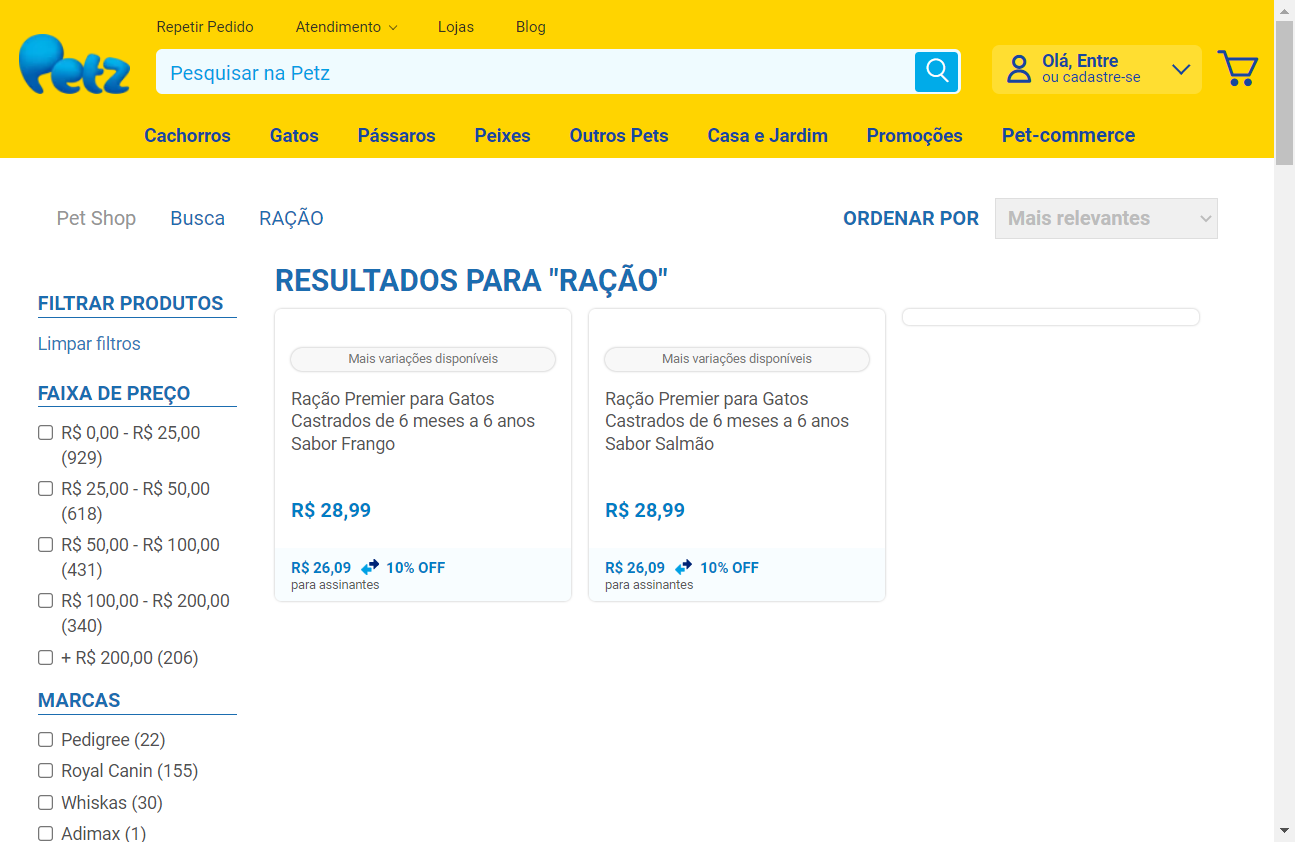 Repetir Pedido
Atendimento
Lojas
Blog
Petz
Pesquisar na Petz
Olá, Entre
ou cadastre-se
Cachorros
Gatos
Pássaros
Peixes
Outros Pets
Casa e Jardim
Promoções
Pet-commerce
Pet Shop
Busca
RAÇÃO
ORDENAR POR
Mais relevantes
RESULTADOS PARA "RAÇÃO"
FILTRAR PRODUTOS
Limpar filtros
FAIXA DE PREÇO
R$ 0,00 - R$ 25,00
(929)
R$ 25,00 - R$ 50,00
(618)
R$ 50,00 - R$ 100,00
(431)
R$ 100,00 - R$ 200,00
(340)
+ R$ 200,00 (206)
MARCAS
Pedigree (22)
Royal Canin (155)
Whiskas (30)
Adimax (1)
Mais variações disponíveis
Ração Premier para Gatos
Castrados de 6 meses a 6 anos
Sabor Frango
R$ 28,99
R$ 26,09 10% OFF
para assinantes
Mais variações disponíveis
Ração Premier para Gatos
Castrados de 6 meses a 6 anos
Sabor Salmão
R$ 28,99
R$ 26,09 10% OFF
para assinantes